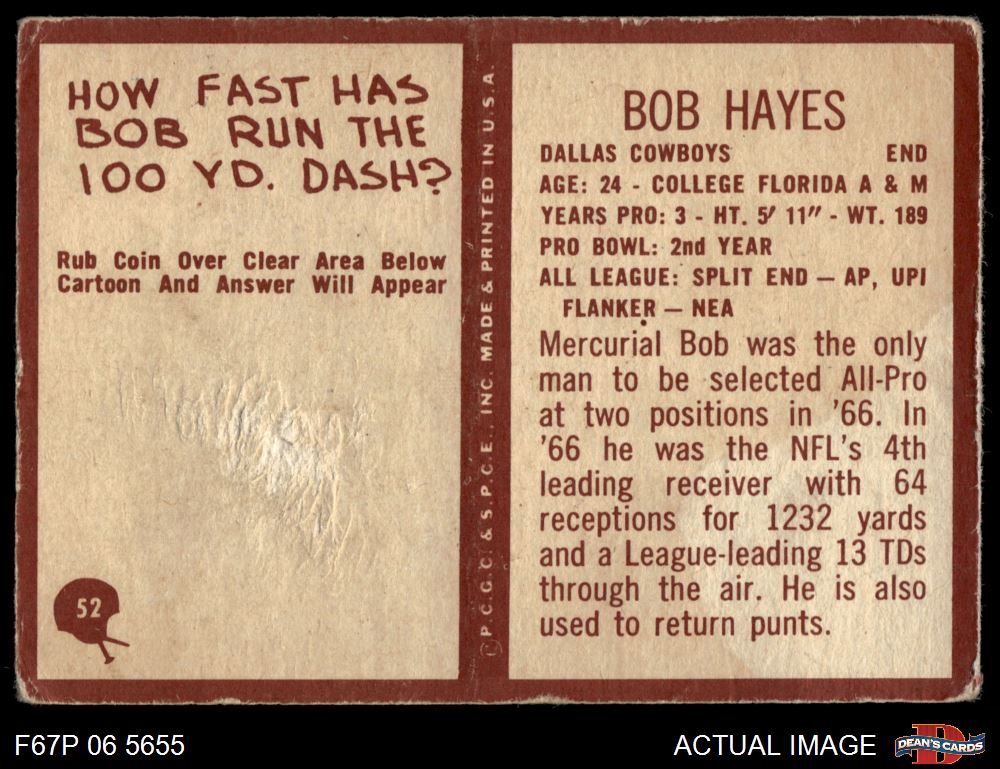 HOW FAST HAS
BOB RUN THE
100 YD. DASH?
Rub Coin Over Clear Area Below
Cartoon And Answer Will Appear
52
© P.C.G.C. & S.P.C.E., INC. MADE & PRINTED IN U.S.A.
BOB HAYES
DALLAS COWBOYS END
AGE: 24 - COLLEGE FLORIDA A & M
YEARS PRO: 3 - HT. 5' 11" - WT. 189
PRO BOWL: 2nd YEAR
ALL LEAGUE: SPLIT END — AP, UPI
FLANKER — NEA
Mercurial Bob was the only
man to be selected All-Pro
at two positions in '66. In
'66 he was the NFL's 4th
leading receiver with 64
receptions for 1232 yards
and a League-leading 13 TDs
through the air. He is also
used to return punts.
F67P 06 5655
ACTUAL IMAGE
D
DEAN'S CARDS